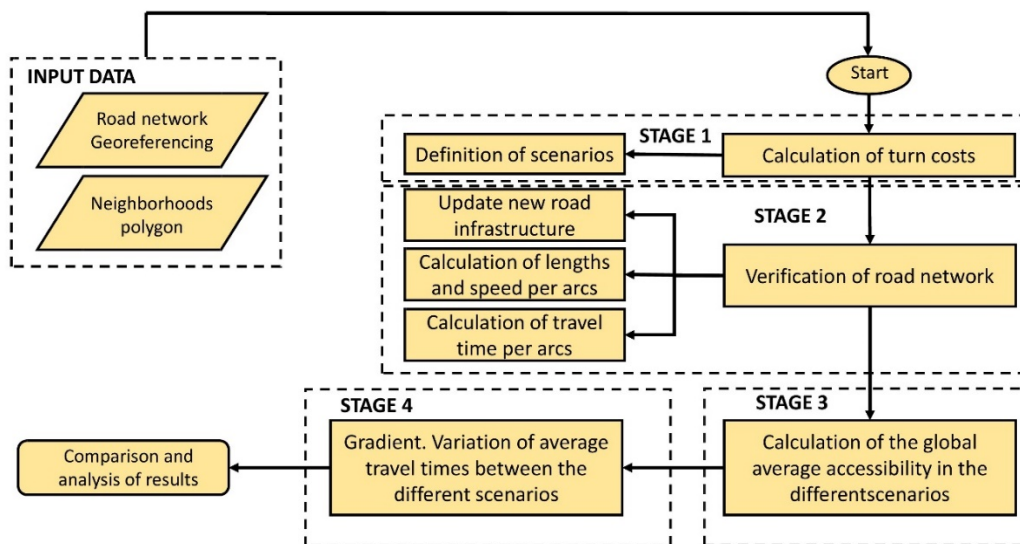 Start
INPUT DATA
Road network
Georeferencing
Neighborhoods
polygon
STAGE 1
Definition of scenarios
Calculation of turn costs
STAGE 2
Update new road
infrastructure
Calculation of lengths
and speed per arcs
Calculation of travel
time per arcs
Verification of road network
STAGE 3
Calculation of the global
average accessibility in the
differentscenarios
STAGE 4
Gradient. Variation of average
travel times between the
different scenarios
Comparison and
analysis of results